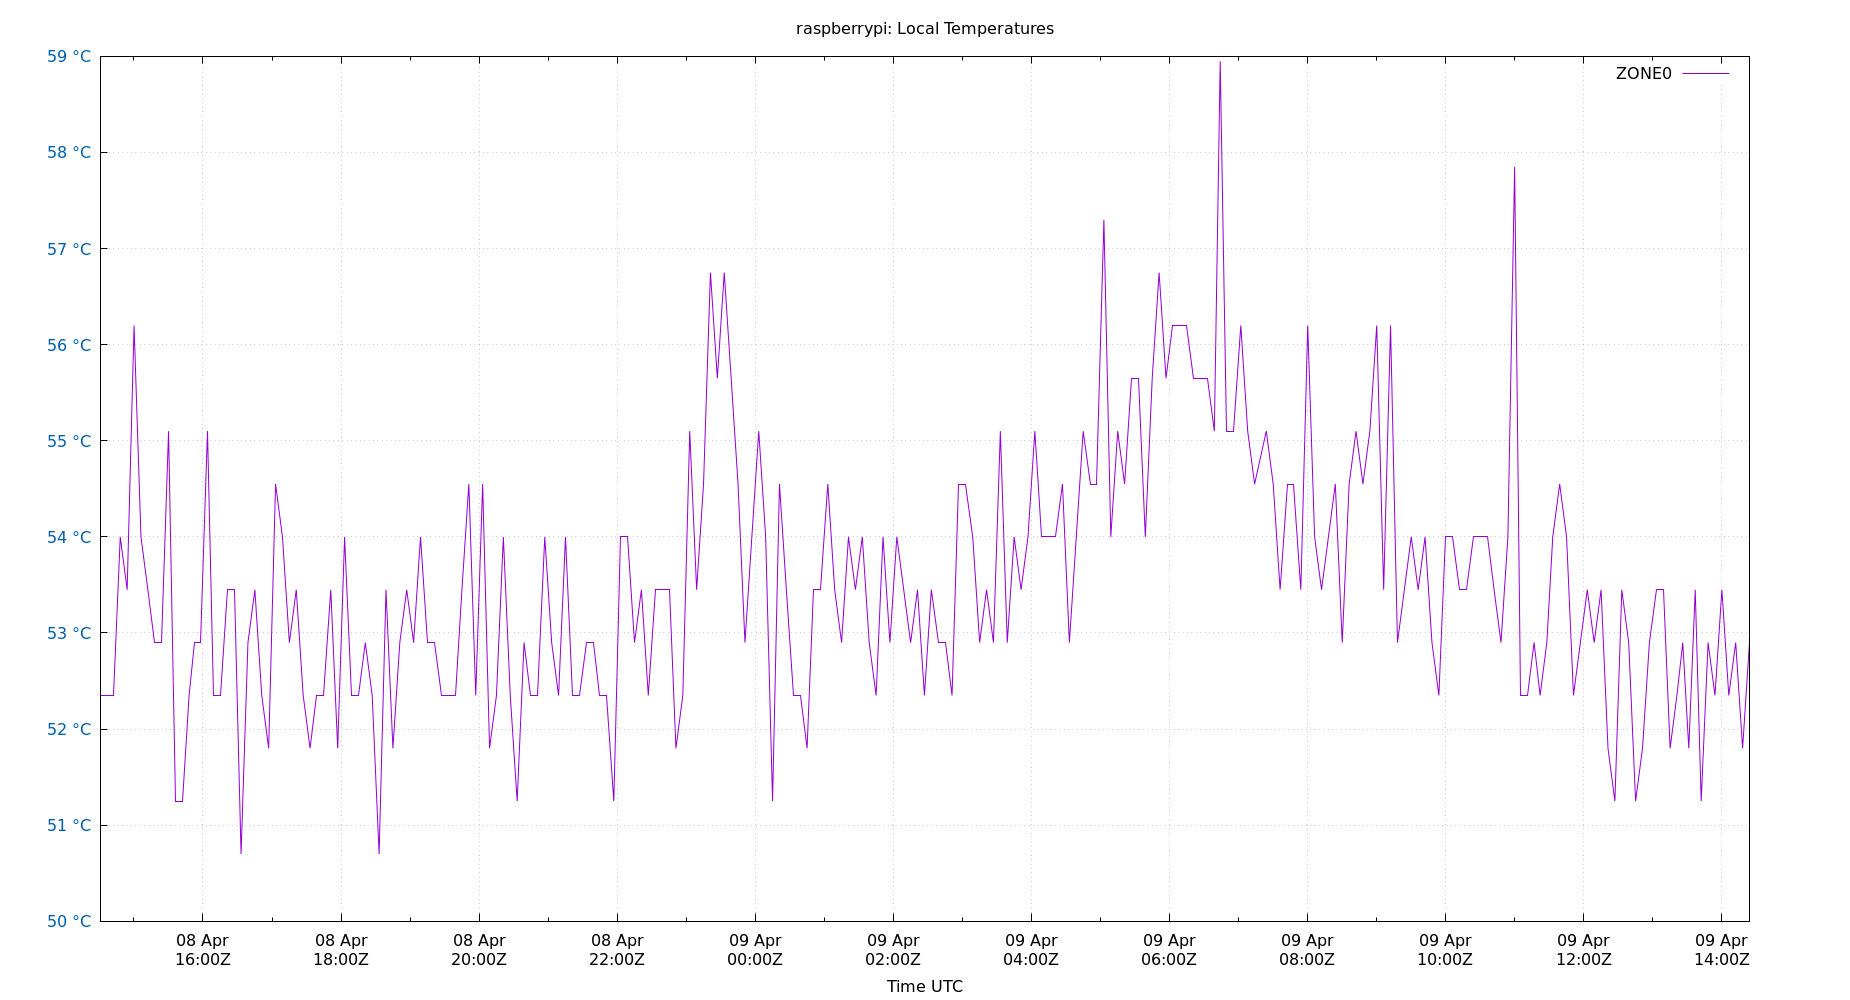 raspberrypi: Local Temperatures
59 °C
ZONE0
58 °C
57 °C
56 °C
55 °C
54 °C
53 °C
52 °C
51 °C
50 °C
08 Apr 08 Apr 08 Apr 08 Apr 09 Apr 09 Apr 09 Apr 09 Apr 09 Apr 09 Apr 09 Apr 09 Apr
16:00Z 18:00Z 20:00Z 22:00Z 00:00Z 02:00Z 04:00Z 06:00Z 08:00Z 10:00Z 12:00Z 14:00Z
Time UTC